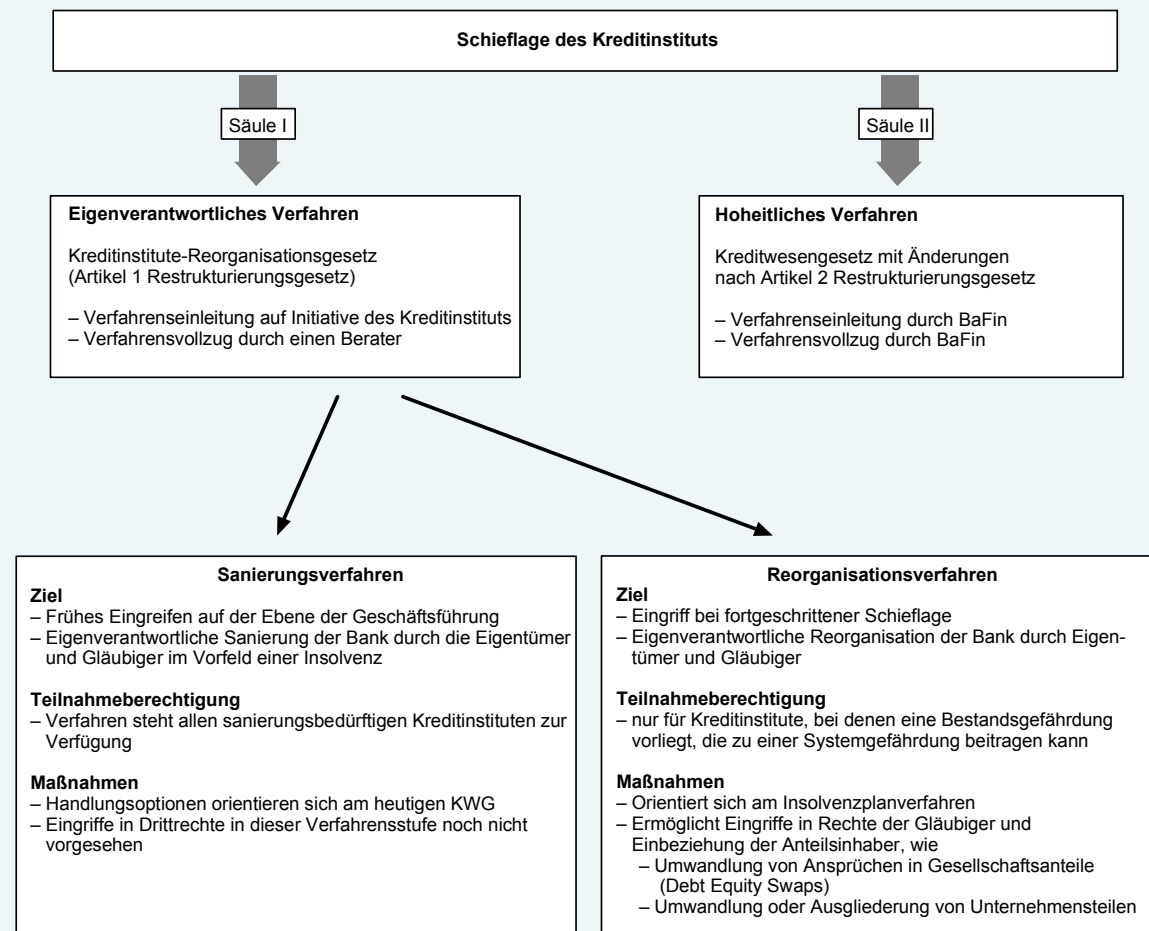 Schieflage des Kreditinstituts
Säule I
Säule II
Eigenverantwortliches Verfahren
Kreditinstitute-Reorganisationsgesetz
(Artikel 1 Restrukturierungsgesetz)
– Verfahrenseinleitung auf Initiative des Kreditinstituts
– Verfahrensvollzug durch einen Berater
Hoheitliches Verfahren
Kreditwesengesetz mit Änderungen
nach Artikel 2 Restrukturierungsgesetz
– Verfahrenseinleitung durch BaFin
– Verfahrensvollzug durch BaFin
Sanierungsverfahren
Ziel
– Frühes Eingreifen auf der Ebene der Geschäftsführung
– Eigenverantwortliche Sanierung der Bank durch die Eigentümer
und Gläubiger im Vorfeld einer Insolvenz
Teilnahmeberechtigung
– Verfahren steht allen sanierungsbedürftigen Kreditinstituten zur
Verfügung
Maßnahmen
– Handlungsoptionen orientieren sich am heutigen KWG
– Eingriffe in Drittrechte in dieser Verfahrensstufe noch nicht
vorgesehen
Reorganisationsverfahren
Ziel
– Eingriff bei fortgeschrittener Schieflage
– Eigenverantwortliche Reorganisation der Bank durch Eigen-
tümer und Gläubiger
Teilnahmeberechtigung
– nur für Kreditinstitute, bei denen eine Bestandsgefährdung
vorliegt, die zu einer Systemgefährdung beitragen kann
Maßnahmen
– Orientiert sich am Insolvenzplanverfahren
– Ermöglicht Eingriffe in Rechte der Gläubiger und
Einbeziehung der Anteilsinhaber, wie
– Umwandlung von Ansprüchen in Gesellschaftsanteile
(Debt Equity Swaps)
– Umwandlung oder Ausgliederung von Unternehmensteilen